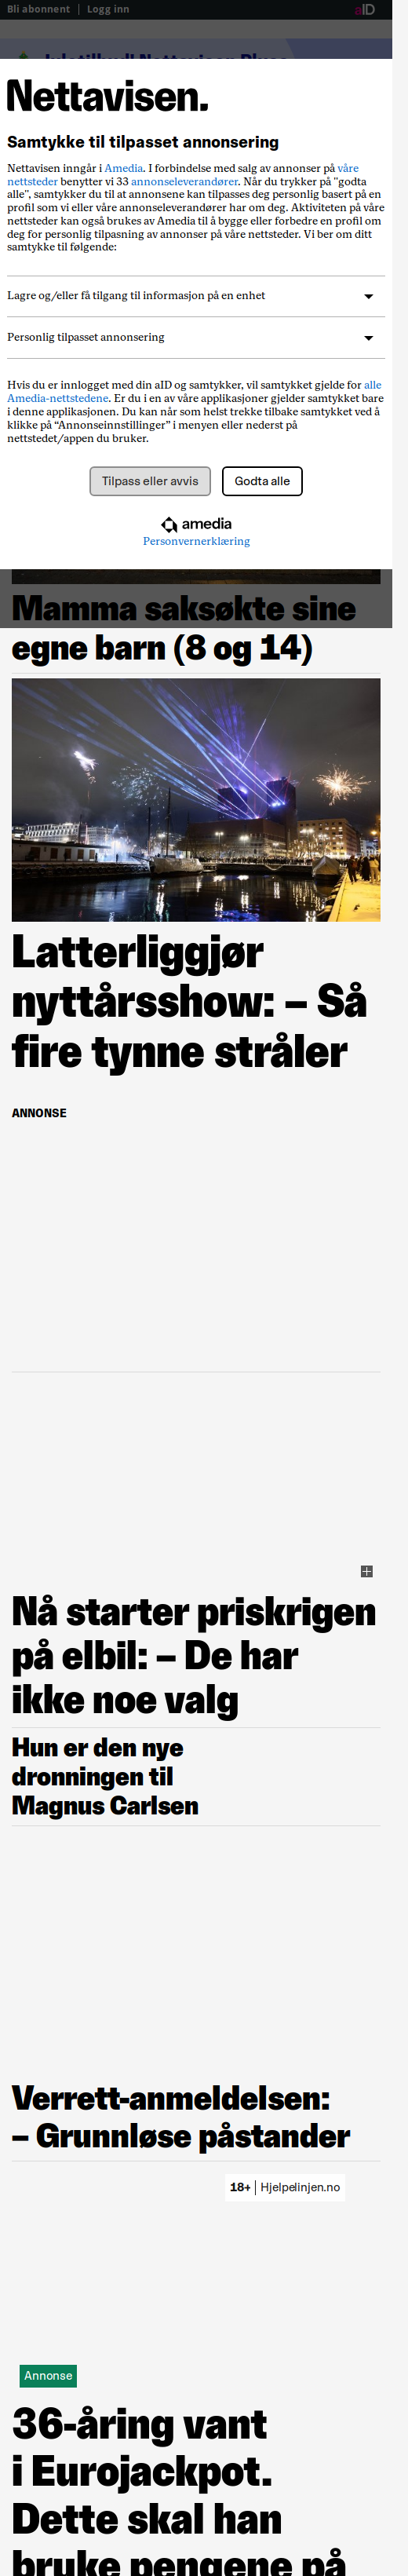 Bli abonnent | Logg inn
aID
Nettavisen.
Samtykke til tilpasset annonsering
Nettavisen inngår i Amedia. I forbindelse med salg av annonser på våre
nettsteder benytter vi 33 annonseleverandører. Når du trykker på "godta
alle", samtykker du til at annonsene kan tilpasses deg personlig basert på en
profil som vi eller våre annonseleverandører har om deg. Aktiviteten på våre
nettsteder kan også brukes av Amedia til å bygge eller forbedre en profil om
deg for personlig tilpasning av annonser på våre nettsteder. Vi ber om ditt
samtykke til følgende:
Lagre og/eller få tilgang til informasjon på en enhet
Personlig tilpasset annonsering
Hvis du er innlogget med din aID og samtykker, vil samtykket gjelde for alle
Amedia-nettstedene. Er du i en av våre applikasjoner gjelder samtykket bare
i denne applikasjonen. Du kan når som helst trekke tilbake samtykket ved å
klikke på “Annonseinnstillinger” i menyen eller nederst på
nettstedet/appen du bruker.
Tilpass eller avvis
Godta alle
amedia
Personvernerklæring
Mamma saksøkte sine
egne barn (8 og 14)
Latterliggjør
nyttårsshow: – Så
fire tynne stråler
ANNONSE
Nå starter priskrigen
på elbil: – De har
ikke noe valg
Hun er den nye
dronningen til
Magnus Carlsen
Verrett-anmeldelsen:
– Grunnløse påstander
18+ | Hjelpelinjen.no
Annonse
36-åring vant
i Eurojackpot.
Dette skal han
bruke pengene på